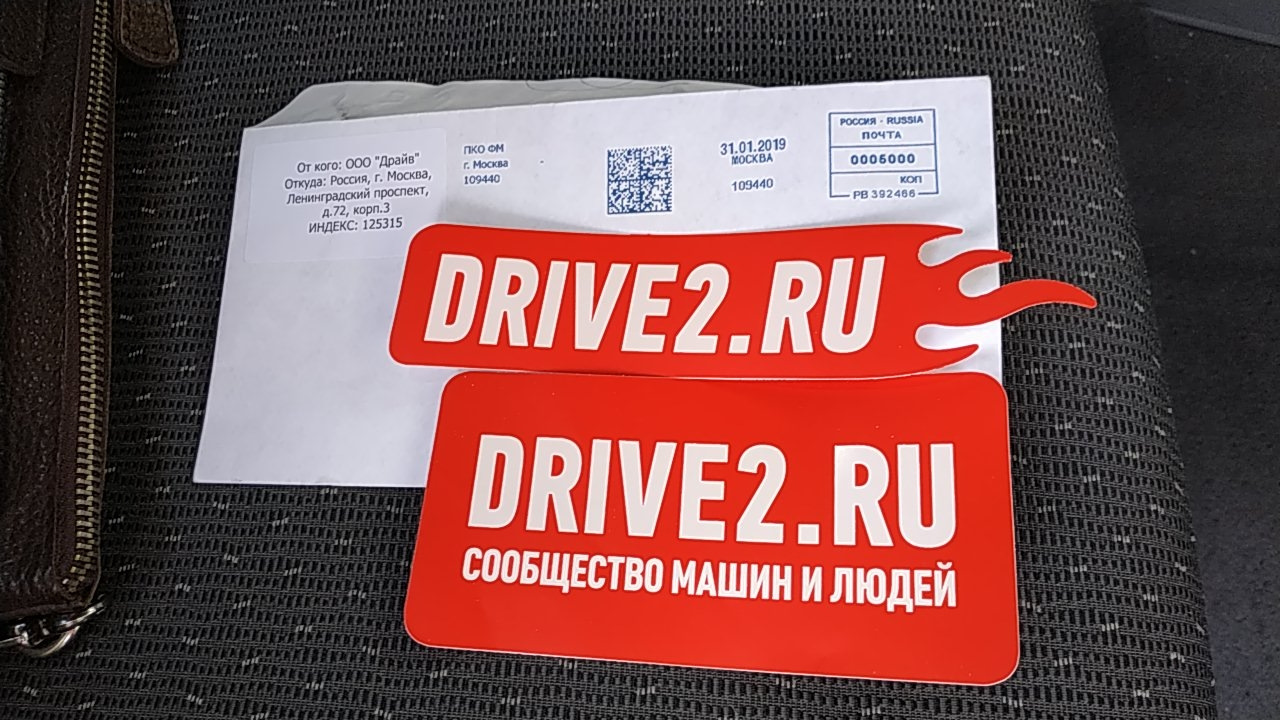 От кого: ООО "Драйв"
Откуда: Россия, г. Москва,
Ленинградский проспект,
д.72, корп.3
ИНДЕКС: 125315
ПКО ФМ
г. Москва
109440
31.01.2019
МОСКВА
109440
РОССИЯ - RUSSIA
ПОЧТА
0005000
КОП
РВ 392466
DRIVE2.RU
DRIVE2.RU
СООБЩЕСТВО МАШИН И ЛЮДЕЙ